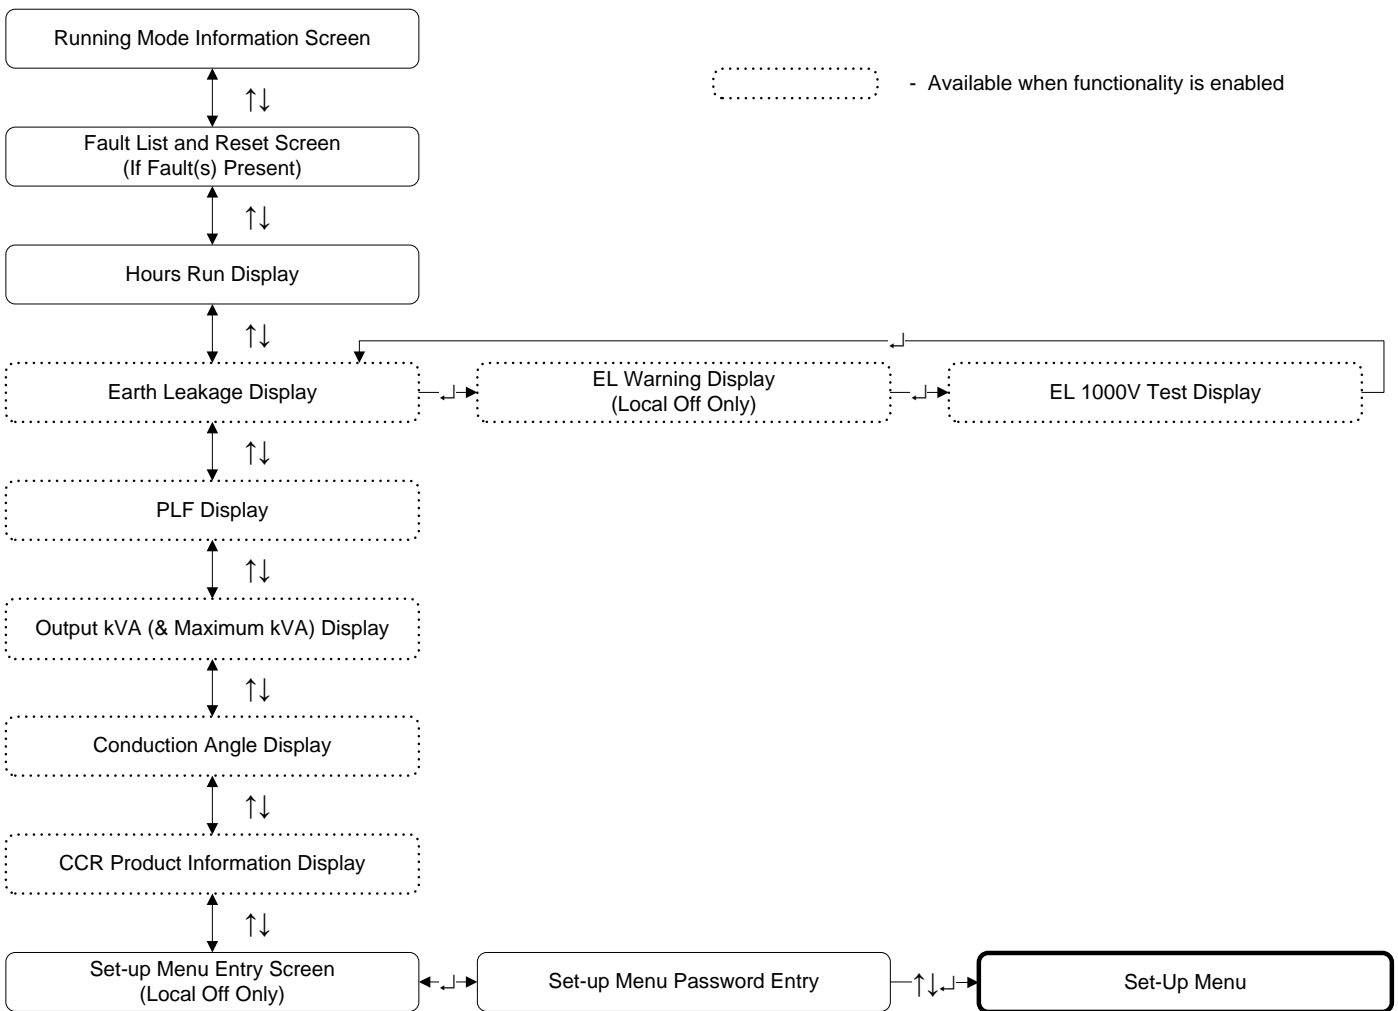 Running Mode Information Screen
- Available when functionality is enabled
↑↓
Fault List and Reset Screen
(If Fault(s) Present)
↑↓
Hours Run Display
↑↓
↵
Earth Leakage Display
↵
EL Warning Display
(Local Off Only)
↵
EL 1000V Test Display
↑↓
PLF Display
↑↓
Output kVA (& Maximum kVA) Display
↑↓
Conduction Angle Display
↑↓
CCR Product Information Display
↑↓
Set-up Menu Entry Screen
(Local Off Only)
↵
Set-up Menu Password Entry
↑↓↵
Set-Up Menu